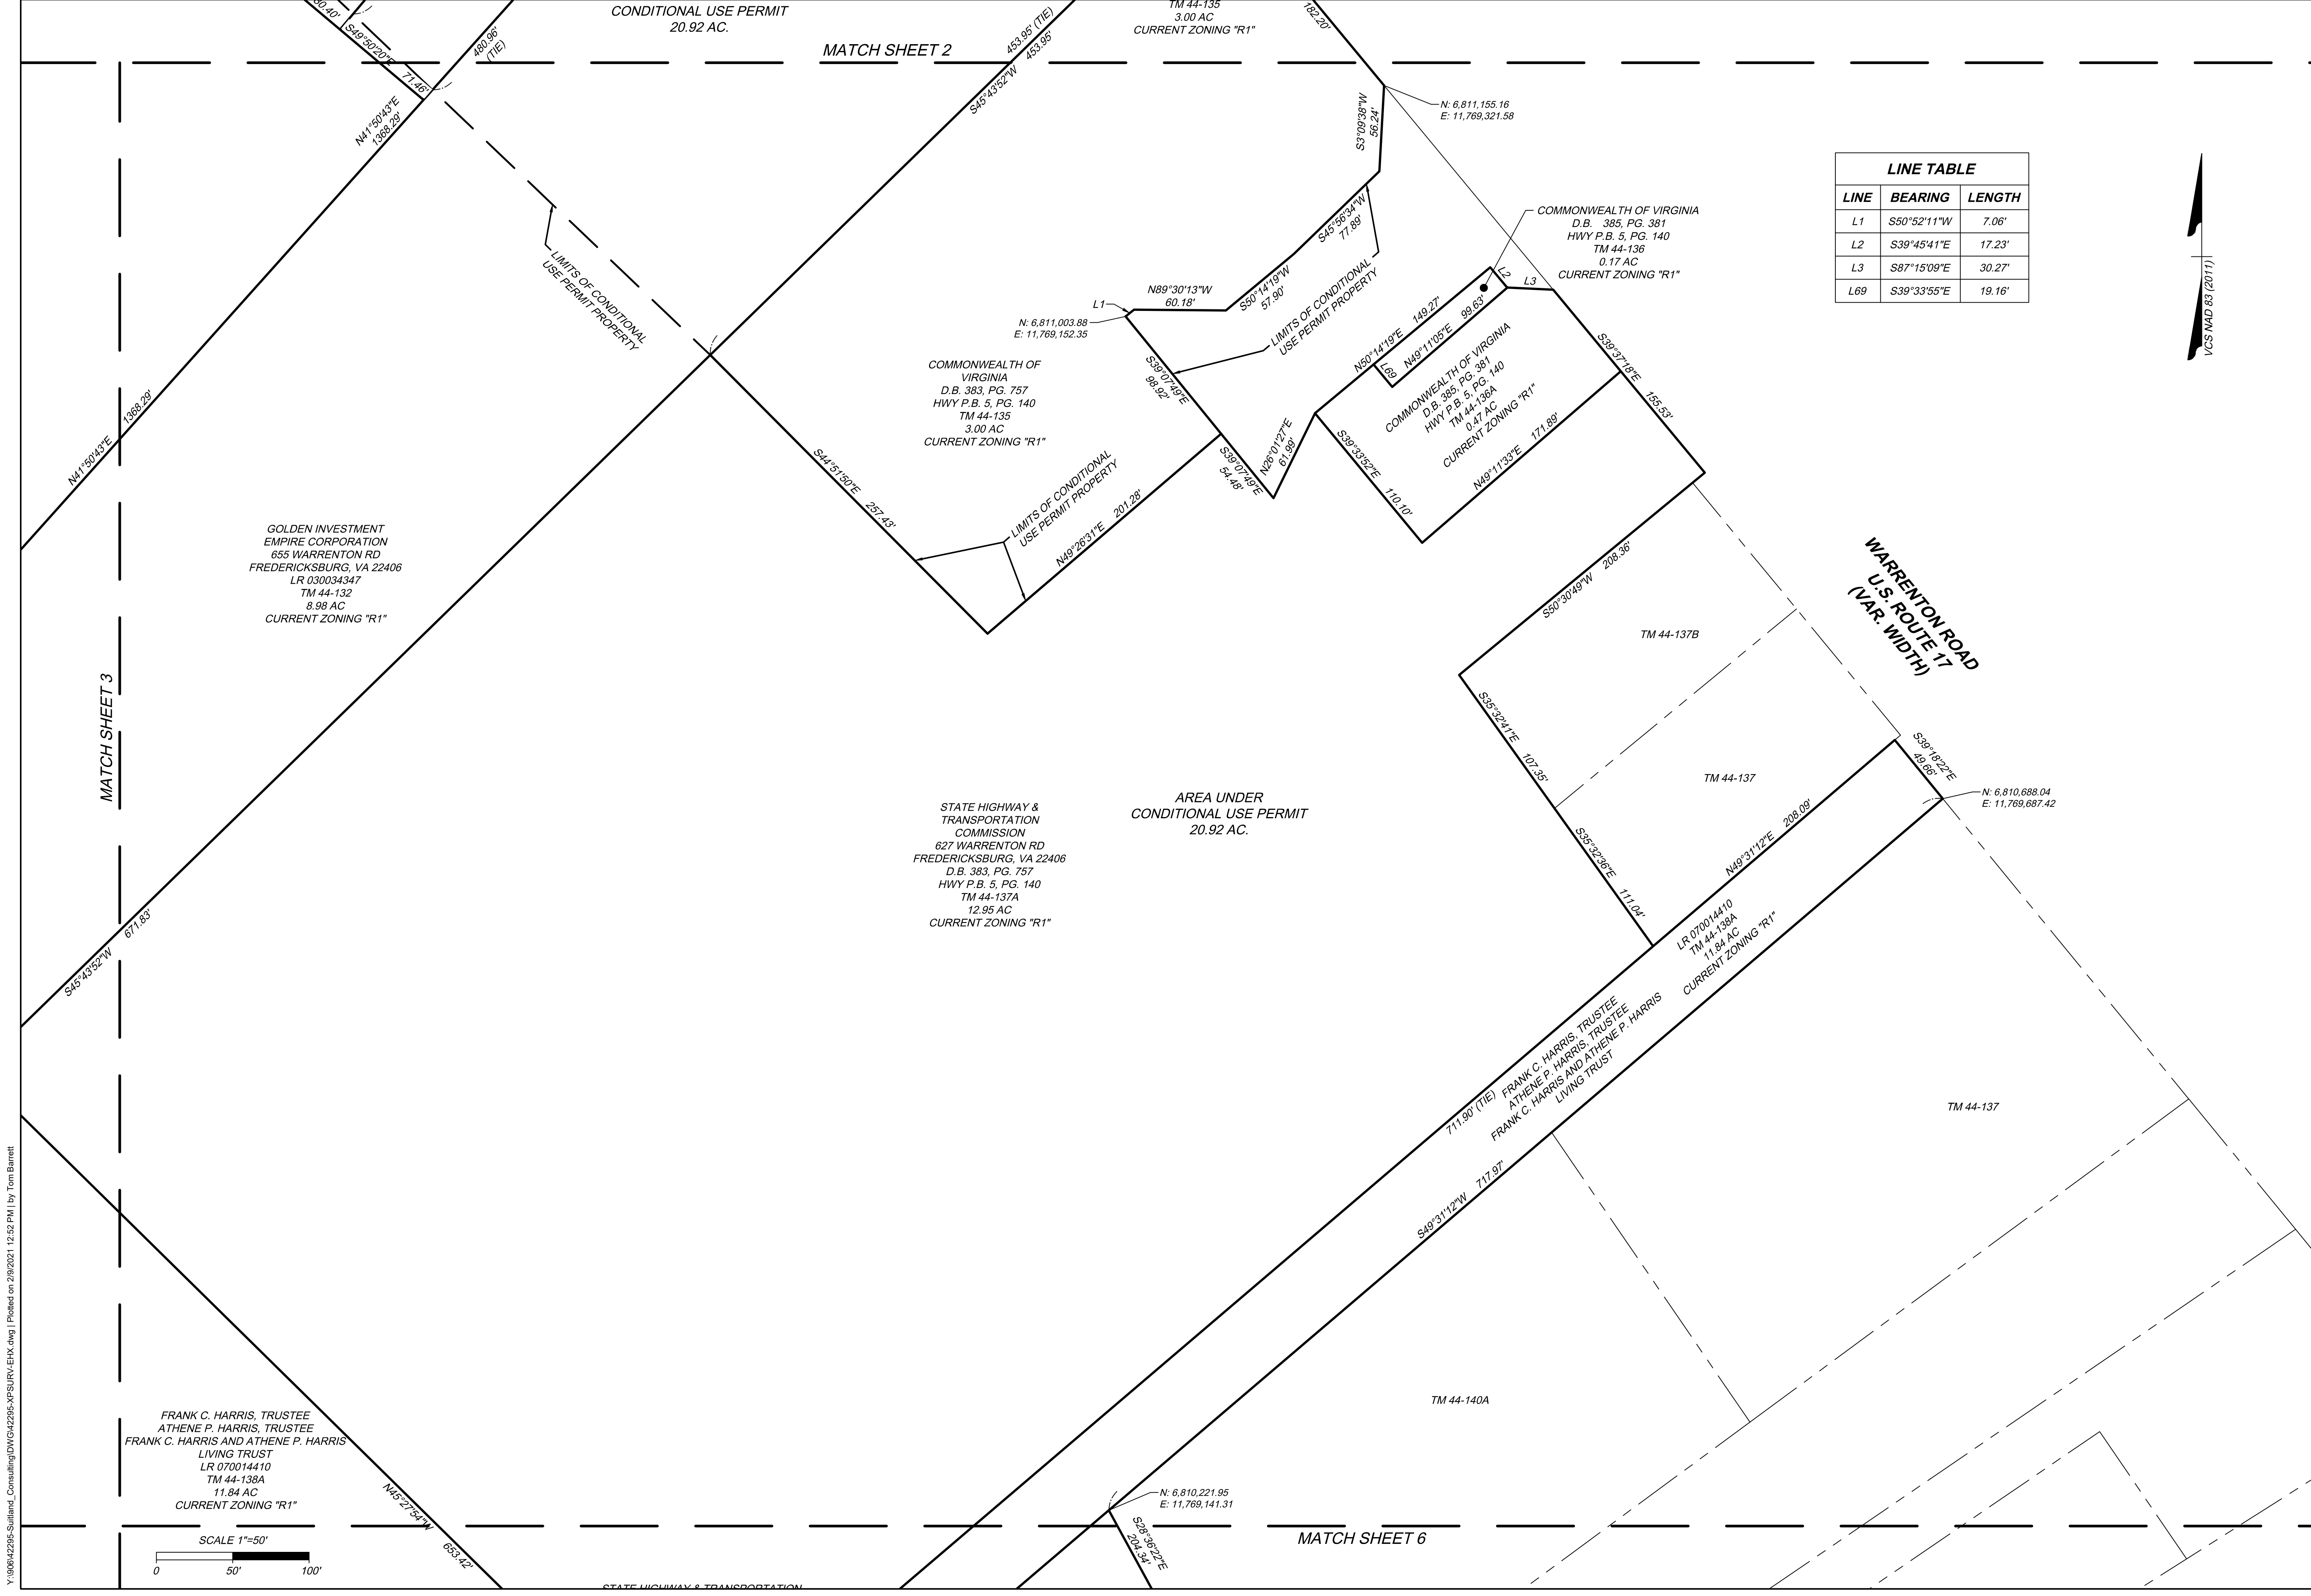 CONDITIONAL USE PERMIT
20.92 AC.
TM 44-135
3.00 AC
CURRENT ZONING "R1"
MATCH SHEET 2
S49°50'20"E
71.46'
480.96'
(TIE)
453.95' (TIE)
453.95'
S45°43'52"W
182.20'
N41°50'43"E
1368.29'
S3°09'38"W
56.24'
N: 6,811,155.16
E: 11,769,321.58
LINE TABLE
LINE BEARING LENGTH
L1 S50°52'11"W 7.06'
L2 S39°45'41"E 17.23'
L3 S87°15'09"E 30.27'
L69 S39°33'55"E 19.16'
VCS NAD 83 (2011)
COMMONWEALTH OF VIRGINIA
D.B. 385, PG. 381
HWY P.B. 5, PG. 140
TM 44-136
0.17 AC
CURRENT ZONING "R1"
LIMITS OF CONDITIONAL
USE PERMIT PROPERTY
S45°56'34"W
77.89'
S50°14'19"W
57.90'
N89°30'13"W
60.18'
L1
N: 6,811,003.88
E: 11,769,152.35
LIMITS OF CONDITIONAL
USE PERMIT PROPERTY
L2
L3
N50°14'19"E 149.27'
N49°11'05"E 99.63'
L69
COMMONWEALTH OF VIRGINIA
D.B. 385, PG. 381
HWY P.B. 5, PG. 140
TM 44-136A
0.47 AC
CURRENT ZONING "R1"
S39°37'18"E 155.53'
COMMONWEALTH OF
VIRGINIA
D.B. 383, PG. 757
HWY P.B. 5, PG. 140
TM 44-135
3.00 AC
CURRENT ZONING "R1"
S39°07'49"E
98.92'
S39°07'49"E
54.48'
N26°01'27"E
61.99'
S39°33'52"E 110.10'
N49°11'33"E 171.89'
N41°50'43"E 1368.29'
S44°51'50"E 257.43'
LIMITS OF CONDITIONAL
USE PERMIT PROPERTY
N49°26'31"E 201.28'
GOLDEN INVESTMENT
EMPIRE CORPORATION
655 WARRENTON RD
FREDERICKSBURG, VA 22406
LR 030034347
TM 44-132
8.98 AC
CURRENT ZONING "R1"
S50°30'49"W 208.36'
WARRENTON ROAD
U.S. ROUTE 17
(VAR. WIDTH)
TM 44-137B
MATCH SHEET 3
S35°32'41"E 107.35'
TM 44-137
S39°18'22"E
49.66'
N: 6,810,688.04
E: 11,769,687.42
AREA UNDER
CONDITIONAL USE PERMIT
20.92 AC.
STATE HIGHWAY &
TRANSPORTATION
COMMISSION
627 WARRENTON RD
FREDERICKSBURG, VA 22406
D.B. 383, PG. 757
HWY P.B. 5, PG. 140
TM 44-137A
12.95 AC
CURRENT ZONING "R1"
S35°32'36"E 111.04'
N49°31'12"E 208.09'
S45°43'52"W 671.83'
LR 070014410
TM 44-138A
11.84 AC
CURRENT ZONING "R1"
711.90' (TIE)
FRANK C. HARRIS, TRUSTEE
ATHENE P. HARRIS, TRUSTEE
FRANK C. HARRIS AND ATHENE P. HARRIS
LIVING TRUST
TM 44-137
S49°31'12"W 717.97'
TM 44-140A
FRANK C. HARRIS, TRUSTEE
ATHENE P. HARRIS, TRUSTEE
FRANK C. HARRIS AND ATHENE P. HARRIS
LIVING TRUST
LR 070014410
TM 44-138A
11.84 AC
CURRENT ZONING "R1"
N45°27'54"W 653.42'
N: 6,810,221.95
E: 11,769,141.31
S28°36'22"E
204.34'
MATCH SHEET 6
SCALE 1"=50'
0 50' 100'
STATE HIGHWAY & TRANSPORTATION
Y:\906\42295-Suitland_Consulting\DWG\42295-XPSURV-EHX.dwg | Plotted on 2/9/2021 12:52 PM | by Tom Barrett